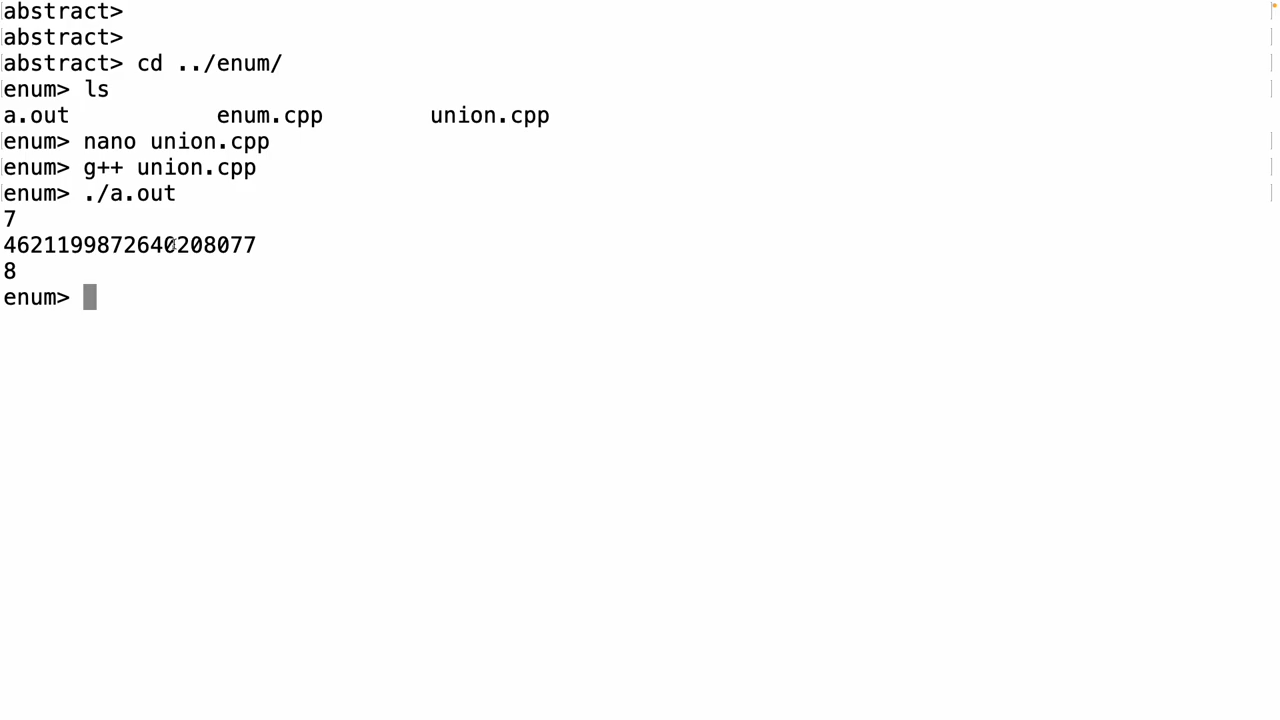 abstract>
abstract>
abstract> cd ../enum/
enum> ls
a.out enum.cpp union.cpp
enum> nano union.cpp
enum> g++ union.cpp
enum> ./a.out
7
4621199872640208077
8
enum>